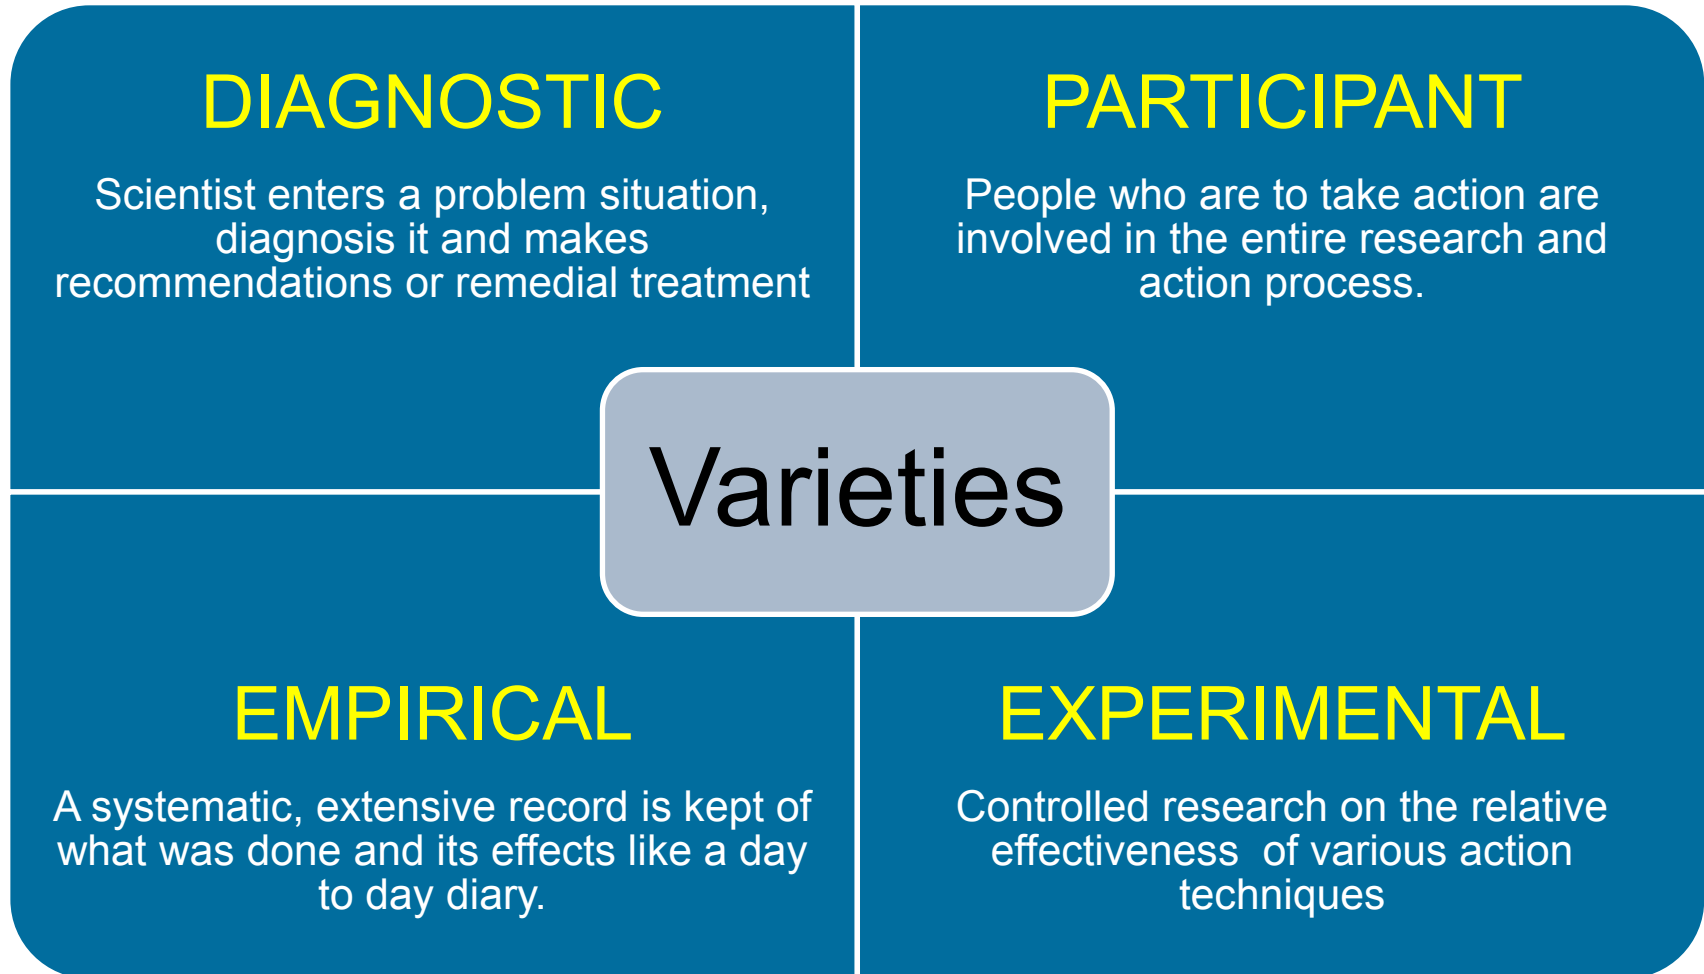 DIAGNOSTIC
Scientist enters a problem situation,
diagnosis it and makes
recommendations or remedial treatment
PARTICIPANT
People who are to take action are
involved in the entire research and
action process.
Varieties
EMPIRICAL
A systematic, extensive record is kept of
what was done and its effects like a day
to day diary.
EXPERIMENTAL
Controlled research on the relative
effectiveness  of various action
techniques